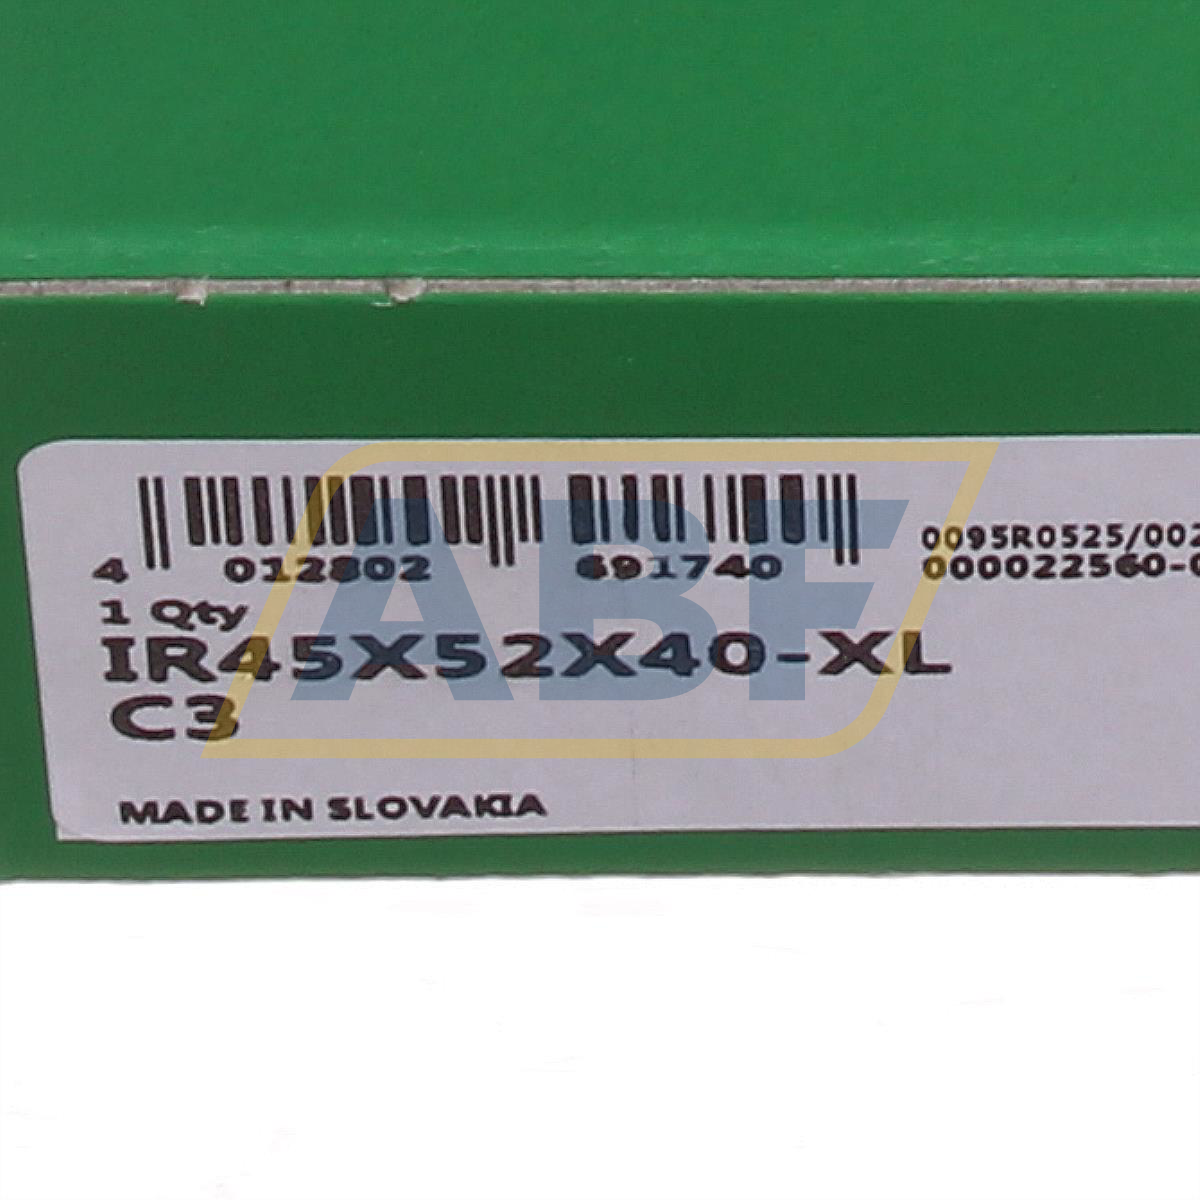 4 012802 691740
0095R0525/002
000022560-0
1 Qty
IR45X52X40-XL
C3
MADE IN SLOVAKIA
ABF